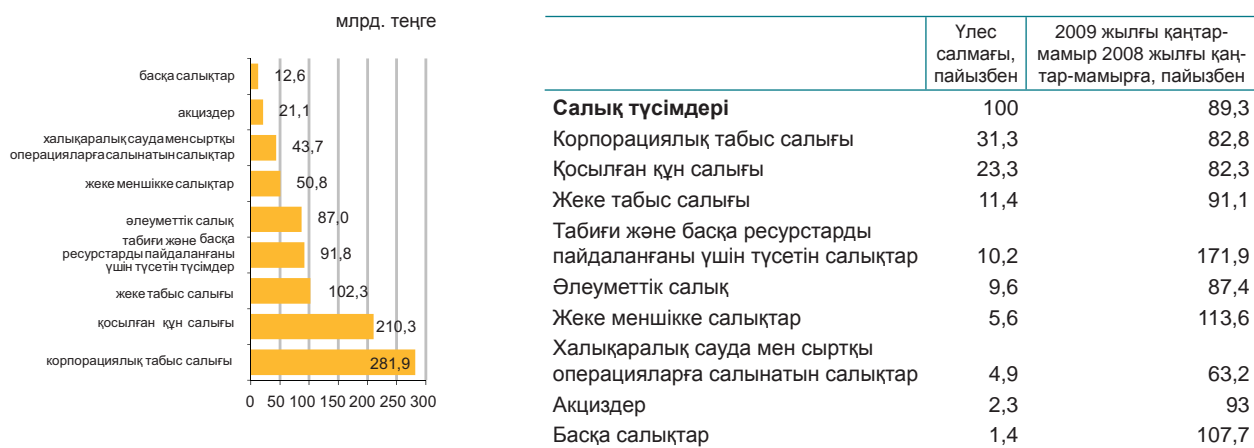 млрд. теңге
басқа салықтар
12,6
акциздер
21,1
халықаралық сауда мен сыртқы
операцияларға салынатын салықтар
43,7
жеке меншікке салықтар
50,8
әлеуметтік салық
87,0
табиғи және басқа
ресурстарды пайдаланғаны
үшін түсетін түсімдер
91,8
жеке табыс салығы
102,3
қосылған құн салығы
210,3
корпорациялық табыс салығы
281,9
0 50 100 150 200 250 300
Үлес
салмағы,
пайызбен
2009 жылғы қаңтар-
мамыр 2008 жылғы қаң-
тар-мамырға, пайызбен
Салық түсімдері 100 89,3
Корпорациялық табыс салығы 31,3 82,8
Қосылған құн салығы 23,3 82,3
Жеке табыс салығы 11,4 91,1
Табиғи және басқа ресурстарды
пайдаланғаны үшін түсетін салықтар 10,2 171,9
Әлеуметтік салық 9,6 87,4
Жеке меншікке салықтар 5,6 113,6
Халықаралық сауда мен сыртқы
операцияларға салынатын салықтар 4,9 63,2
Акциздер 2,3 93
Басқа салықтар 1,4 107,7